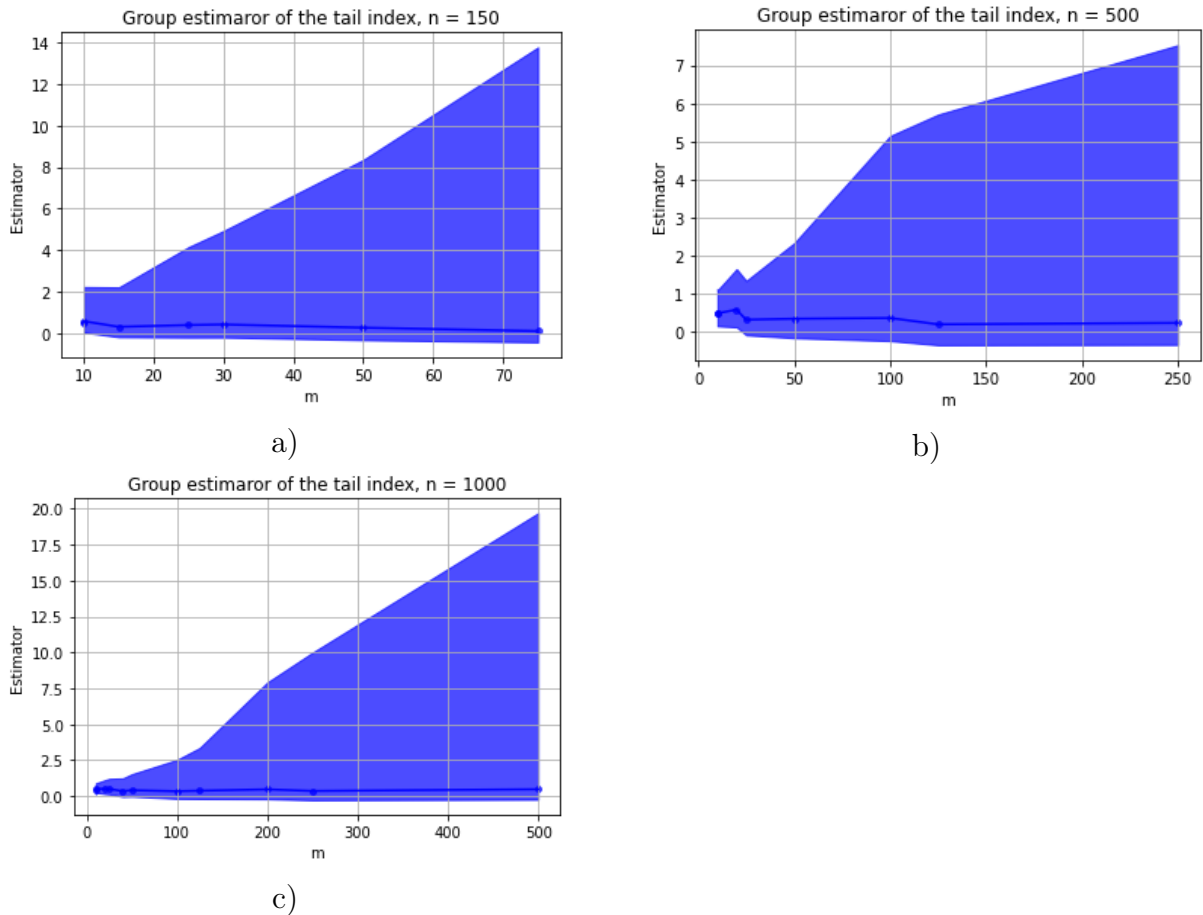 Group estimaror of the tail index, n = 150
14
12
10
8
6
4
2
0
Estimator
10 20 30 40 50 60 70
m
a)
Group estimaror of the tail index, n = 500
7
6
5
4
3
2
1
0
Estimator
0 50 100 150 200 250
m
b)
Group estimaror of the tail index, n = 1000
20.0
17.5
15.0
12.5
10.0
7.5
5.0
2.5
0.0
Estimator
0 100 200 300 400 500
m
c)